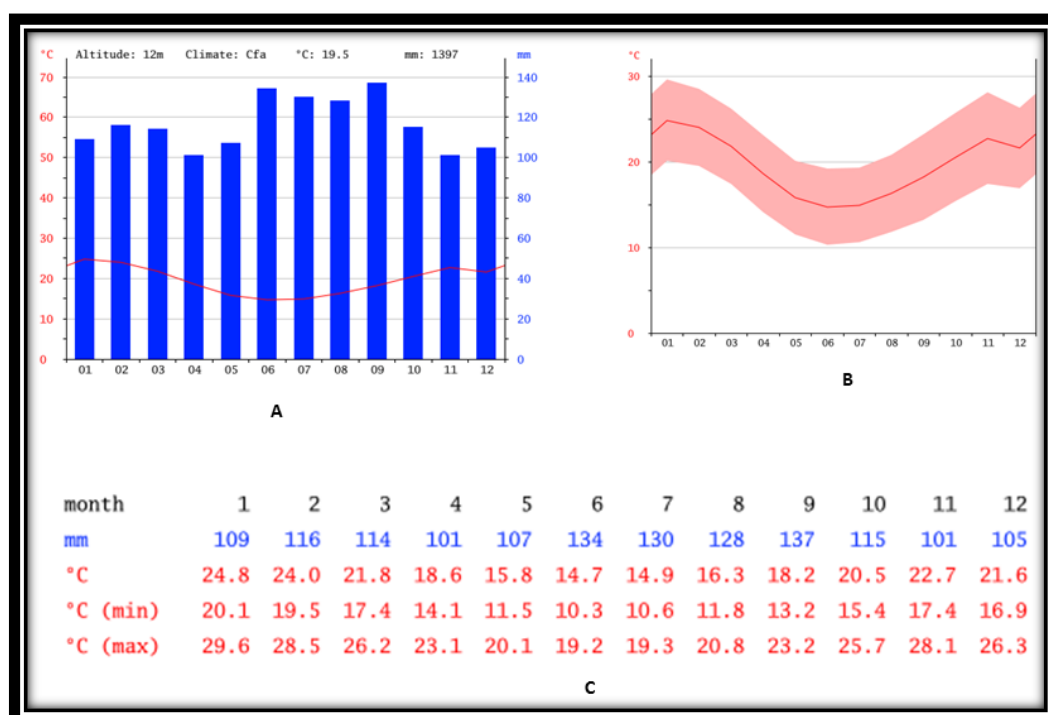 °C Altitude: 12m Climate: Cfa °C: 19.5 mm: 1397 mm
70 140
60 120
50 100
40 80
30 60
20 40
10 20
0 0
01 02 03 04 05 06 07 08 09 10 11 12
A
°C
30
20
10
0
01 02 03 04 05 06 07 08 09 10 11 12
B
month 1 2 3 4 5 6 7 8 9 10 11 12
mm 109 116 114 101 107 134 130 128 137 115 101 105
°C 24.8 24.0 21.8 18.6 15.8 14.7 14.9 16.3 18.2 20.5 22.7 21.6
°C (min) 20.1 19.5 17.4 14.1 11.5 10.3 10.6 11.8 13.2 15.4 17.4 16.9
°C (max) 29.6 28.5 26.2 23.1 20.1 19.2 19.3 20.8 23.2 25.7 28.1 26.3
C